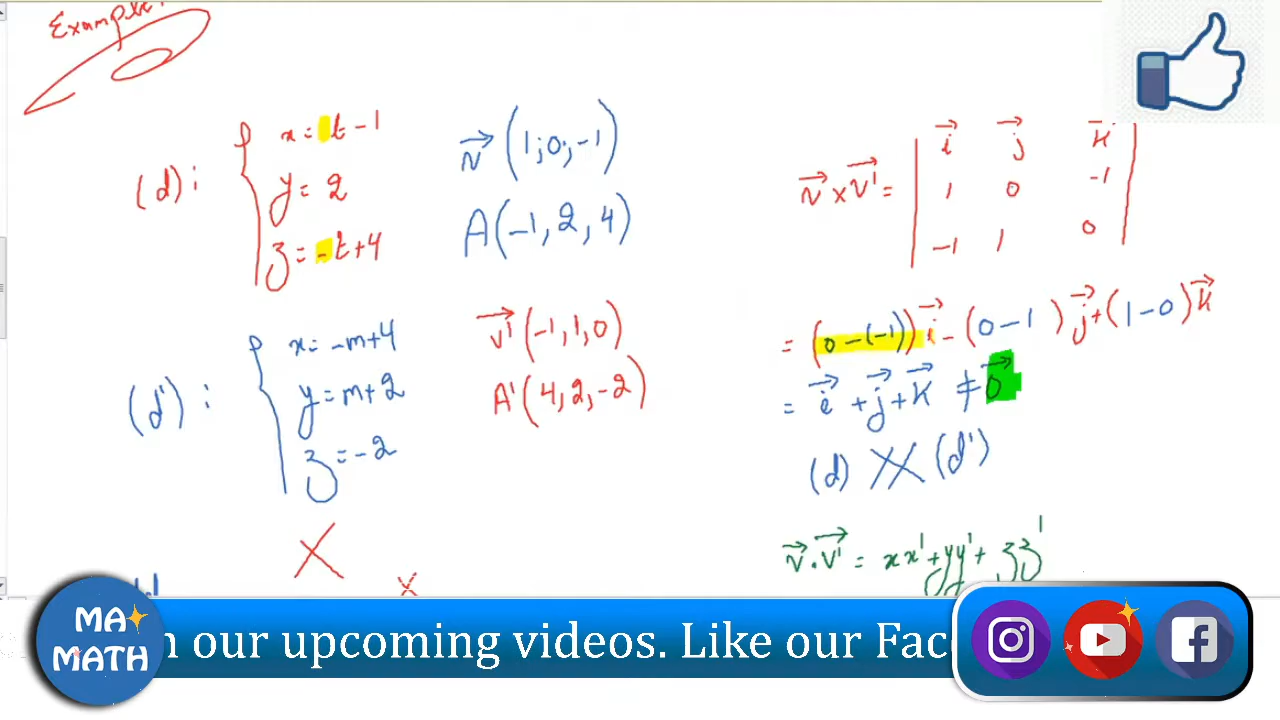 Example:
(d): { x = t - 1
y = 2
z = -t + 4
V⃗ (1; 0; -1)
A(-1, 2, 4)
(d'): { x = -m + 4
y = m + 2
z = -2
V⃗' (-1, 1, 0)
A' (4, 2, -2)
V⃗ × V⃗' = | i⃗ j⃗ k⃗
1 0 -1
-1 1 0 |
= (0 - (-1)) i⃗ - (0 - 1) j⃗ + (1 - 0) k⃗
= i⃗ + j⃗ + k⃗ ≠ 0⃗
(d) (d')
V⃗ . V⃗' = xx' + yy' + zz'
MA
MATH
n our upcoming videos. Like our Fac